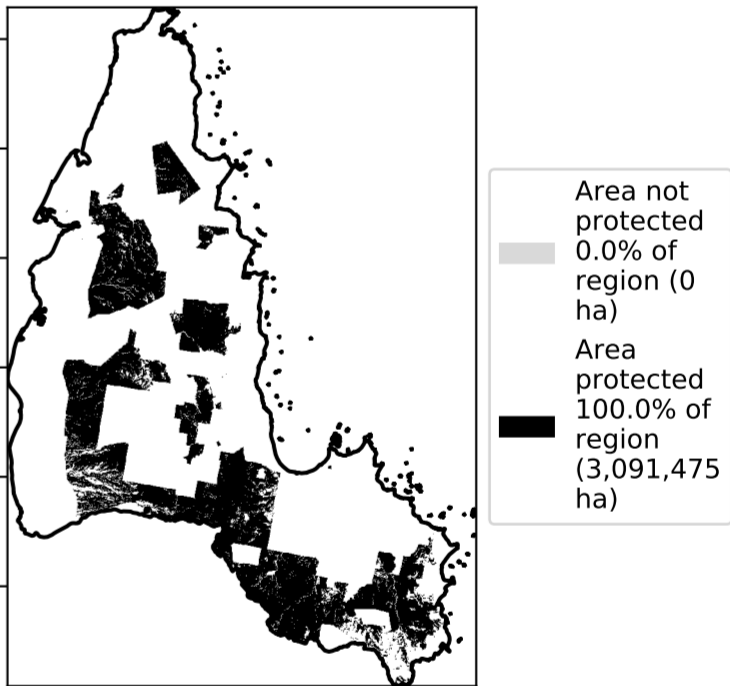 Area not
protected
0.0% of
region (0
ha)
Area
protected
100.0% of
region
(3,091,475
ha)